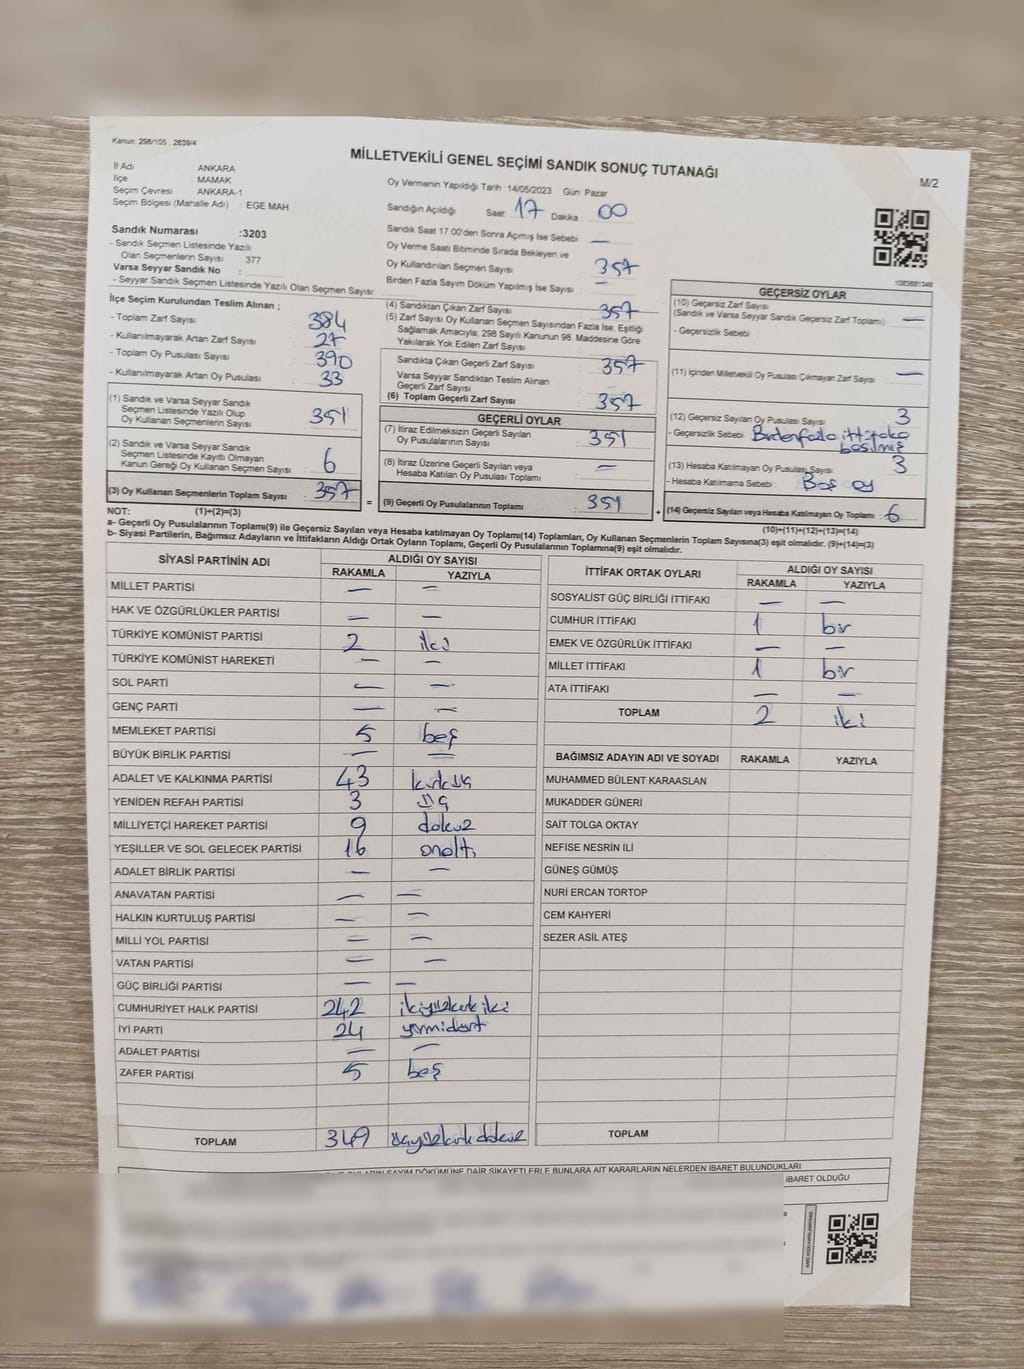 Kanun: 298/105 , 2839/4
MİLLETVEKİLİ GENEL SEÇİMİ SANDIK SONUÇ TUTANAĞI
M/2
İl Adı : ANKARA
İlçe : MAMAK
Seçim Çevresi : ANKARA-1
Seçim Bölgesi (Mahalle Adı) : EGE MAH
Sandık Numarası :3203
- Sandık Seçmen Listesinde Yazılı
Olan Seçmenlerin Sayısı : 377
Varsa Seyyar Sandık No :
- Seyyar Sandık Seçmen Listesinde Yazılı Olan Seçmen Sayısı:
Oy Vermenin Yapıldığı Tarih : 14/05/2023 Gün: Pazar
Sandığın Açıldığı Saat: 17 Dakika 00
Sandık Saat 17.00'den Sonra Açılmış İse Sebebi: —
Oy Verme Saati Bitiminde Sırada Bekleyen ve
Oy Kullandırılan Seçmen Sayısı 357
Birden Fazla Sayım Döküm Yapılmış İse Sayısı : —
İlçe Seçim Kurulundan Teslim Alınan ;
- Toplam Zarf Sayısı : 384
- Kullanılmayarak Artan Zarf Sayısı : 27
- Toplam Oy Pusulası Sayısı : 390
- Kullanılmayarak Artan Oy Pusulası : 33
(1) Sandık ve Varsa Seyyar Sandık
Seçmen Listesinde Yazılı Olup
Oy Kullanan Seçmenlerin Sayısı : 351
(2) Sandık ve Varsa Seyyar Sandık
Seçmen Listesinde Kayıtlı Olmayan
Kanun Gereği Oy Kullanan Seçmen Sayısı : 6
(3) Oy Kullanan Seçmenlerin Toplam Sayısı : 357
(4) Sandıktan Çıkan Zarf Sayısı : 357
(5) Zarf Sayısı Oy Kullanan Seçmen Sayısından Fazla İse, Eşitliği
Sağlamak Amacıyla; 298 Sayılı Kanunun 98. Maddesine Göre
Yakılarak Yok Edilen Zarf Sayısı :
Sandıkta Çıkan Geçerli Zarf Sayısı : 357
Varsa Seyyar Sandıktan Teslim Alınan
Geçerli Zarf Sayısı
(6) Toplam Geçerli Zarf Sayısı : 357
GEÇERLİ OYLAR
(7) İtiraz Edilmeksizin Geçerli Sayılan
Oy Pusulalarının Sayısı : 351
(8) İtiraz Üzerine Geçerli Sayılan veya
Hesaba Katılan Oy Pusulası Toplamı : —
= (9) Geçerli Oy Pusulalarının Toplamı : 351
1083681348
GEÇERSİZ OYLAR
(10) Geçersiz Zarf Sayısı
(Sandık ve Varsa Seyyar Sandık Geçersiz Zarf Toplamı) : —
- Geçersizlik Sebebi :
(11) İçinden Milletvekili Oy Pusulası Çıkmayan Zarf Sayısı : —
(12) Geçersiz Sayılan Oy Pusulası Sayısı : 3
- Geçersizlik Sebebi : Birden fazla ittifaka
basılmış
(13) Hesaba Katılmayan Oy Pusulası Sayısı 3
- Hesaba Katılmama Sebebi : Boş oy
+ (14) Geçersiz Sayılan veya Hesaba Katılmayan Oy Toplamı 6
NOT: (1)+(2)=(3)
(10)+(11)+(12)+(13)=(14)
a- Geçerli Oy Pusulalarının Toplamı(9) ile Geçersiz Sayılan veya Hesaba katılmayan Oy Toplamı(14) Toplamları, Oy Kullanan Seçmenlerin Toplam Sayısına(3) eşit olmalıdır. (9)+(14)=(3)
b- Siyasi Partilerin, Bağımsız Adayların ve İttifakların Aldığı Ortak Oyların Toplamı, Geçerli Oy Pusulalarının Toplamına(9) eşit olmalıdır.
SİYASİ PARTİNİN ADI ALDIĞI OY SAYISI
RAKAMLA YAZIYLA
MİLLET PARTİSİ — —
HAK VE ÖZGÜRLÜKLER PARTİSİ — —
TÜRKİYE KOMÜNİST PARTİSİ 2 iki
TÜRKİYE KOMÜNİST HAREKETİ — —
SOL PARTİ — —
GENÇ PARTİ — —
MEMLEKET PARTİSİ 5 beş
BÜYÜK BİRLİK PARTİSİ — —
ADALET VE KALKINMA PARTİSİ 43 kırküç
YENİDEN REFAH PARTİSİ 3 üç
MİLLİYETÇİ HAREKET PARTİSİ 9 dokuz
YEŞİLLER VE SOL GELECEK PARTİSİ 16 onaltı
ADALET BİRLİK PARTİSİ — —
ANAVATAN PARTİSİ — —
HALKIN KURTULUŞ PARTİSİ — —
MİLLİ YOL PARTİSİ — —
VATAN PARTİSİ — —
GÜÇ BİRLİĞİ PARTİSİ — —
CUMHURİYET HALK PARTİSİ 242 ikiyüzkırk iki
İYİ PARTİ 24 yirmidört
ADALET PARTİSİ — —
ZAFER PARTİSİ 5 beş
TOPLAM 349 üçyüzkırk dokuz
İTTİFAK ORTAK OYLARI ALDIĞI OY SAYISI
RAKAMLA YAZIYLA
SOSYALİST GÜÇ BİRLİĞİ İTTİFAKI — —
CUMHUR İTTİFAKI 1 bir
EMEK VE ÖZGÜRLÜK İTTİFAKI — —
MİLLET İTTİFAKI 1 bir
ATA İTTİFAKI — —
TOPLAM 2 iki
BAĞIMSIZ ADAYIN ADI VE SOYADI RAKAMLA YAZIYLA
MUHAMMED BÜLENT KARAASLAN
MUKADDER GÜNERİ
SAİT TOLGA OKTAY
NEFİSE NESRİN İLİ
GÜNEŞ GÜMÜŞ
NURİ ERCAN TORTOP
CEM KAHYERİ
SEZER ASİL ATEŞ
TOPLAM
SAYIM DÖKÜMÜNE DAİR ŞİKAYETLERLE BUNLARA AİT KARARLARIN NELERDEN İBARET BULUNDUKLARI
İBARET OLDUĞU